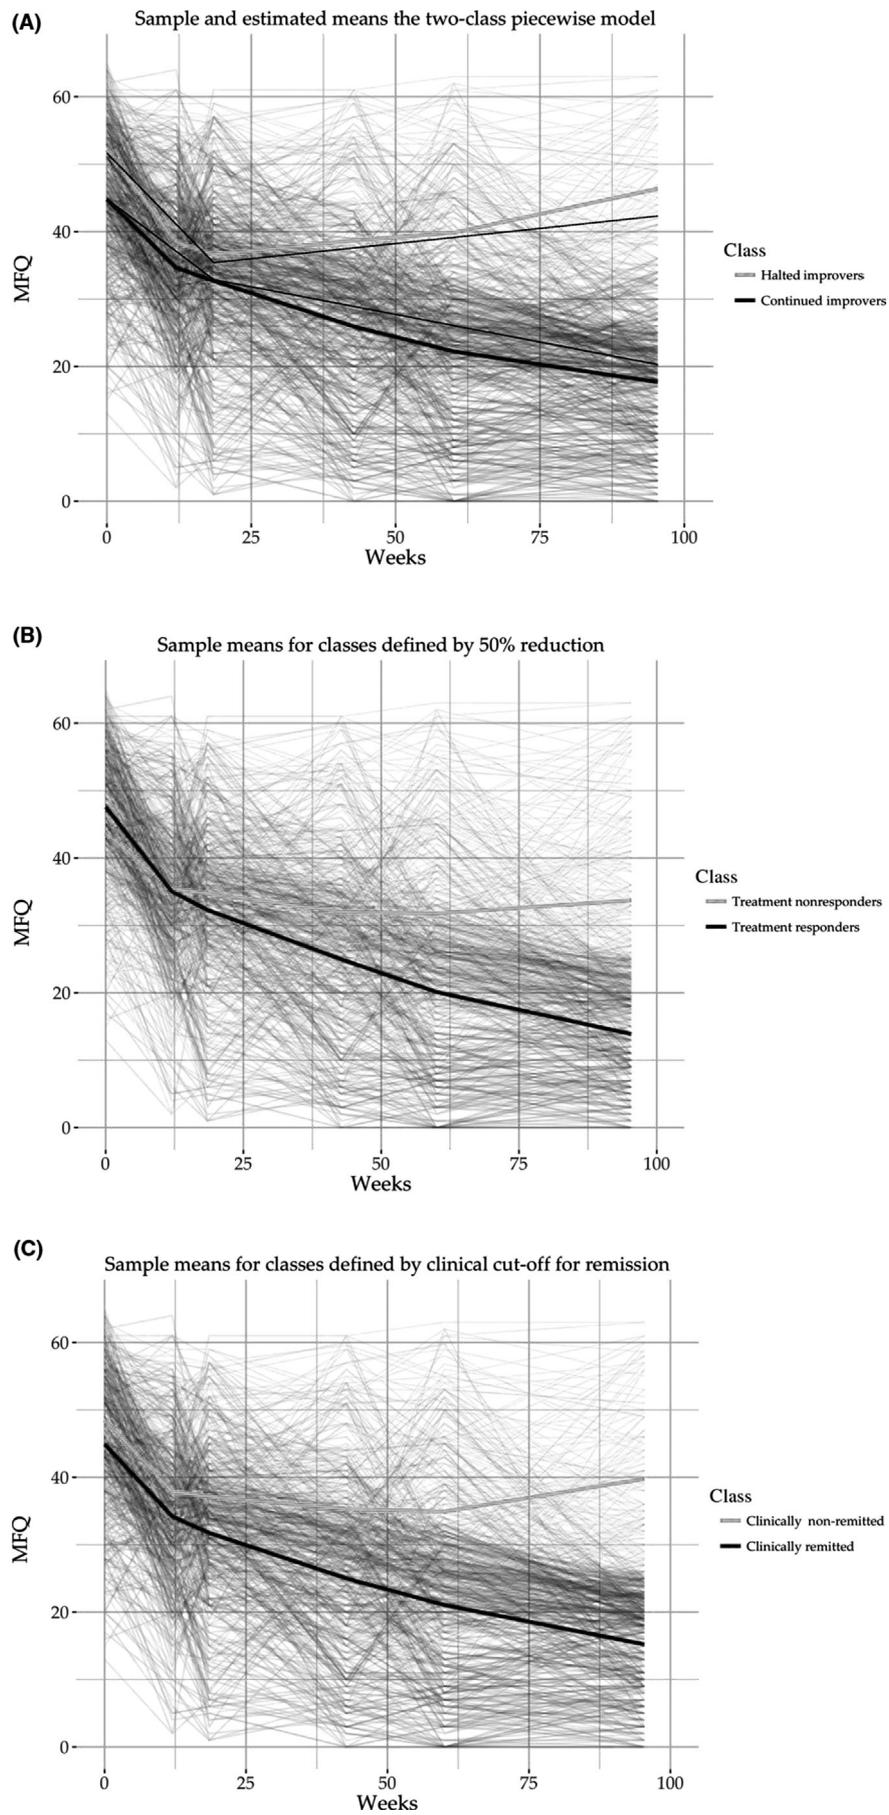 (A)
Sample and estimated means the two-class piecewise model
60
40
20
0
MFQ
0 25 50 75 100
Weeks
Class
Halted improvers
Continued improvers
(B)
Sample means for classes defined by 50% reduction
60
40
20
0
MFQ
0 25 50 75 100
Weeks
Class
Treatment nonresponders
Treatment responders
(C)
Sample means for classes defined by clinical cut-off for remission
60
40
20
0
MFQ
0 25 50 75 100
Weeks
Class
Clinically non-remitted
Clinically remitted